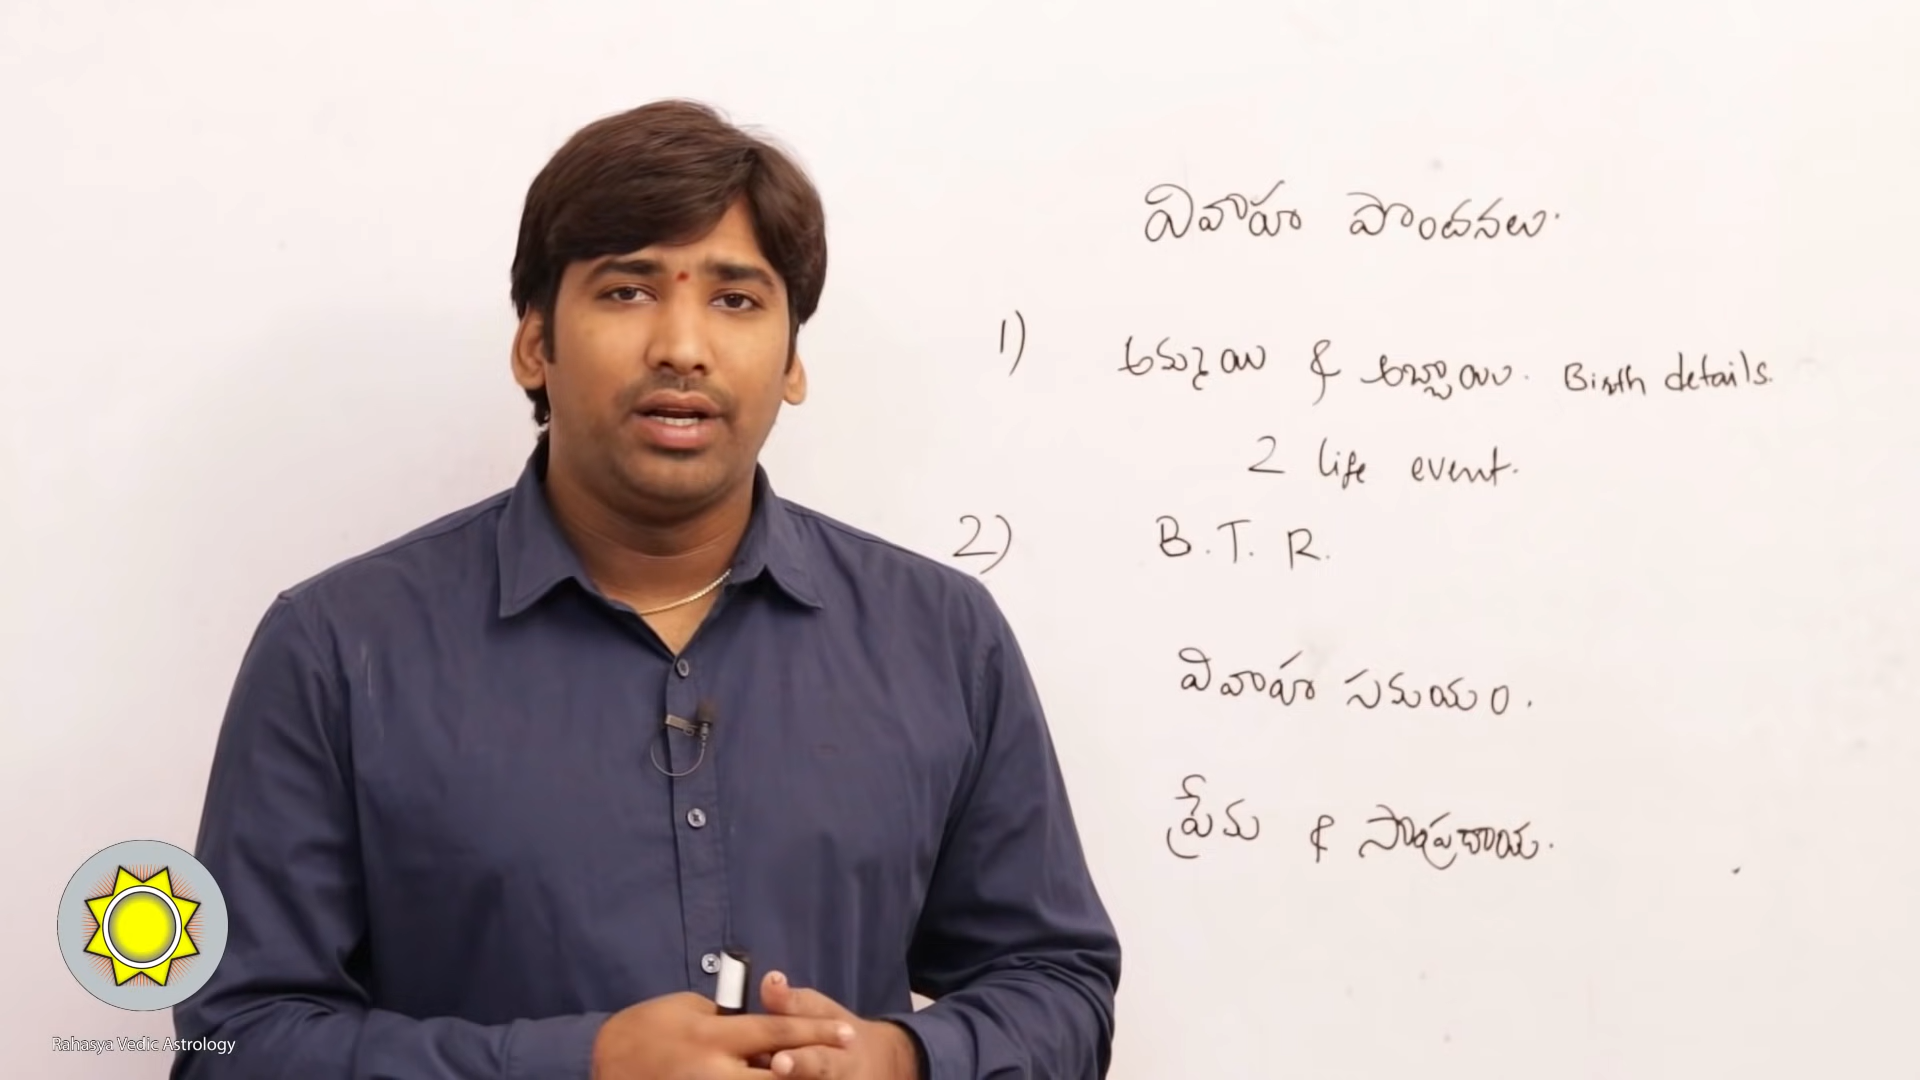 వివాహ పొంతనలు.
1) అమ్మాయి & అబ్బాయి. Birth details.
2 life event.
2) B.T.R.
వివాహ సమయం.
ప్రేమ & సాంప్రదాయ.
Rahasya Vedic Astrology